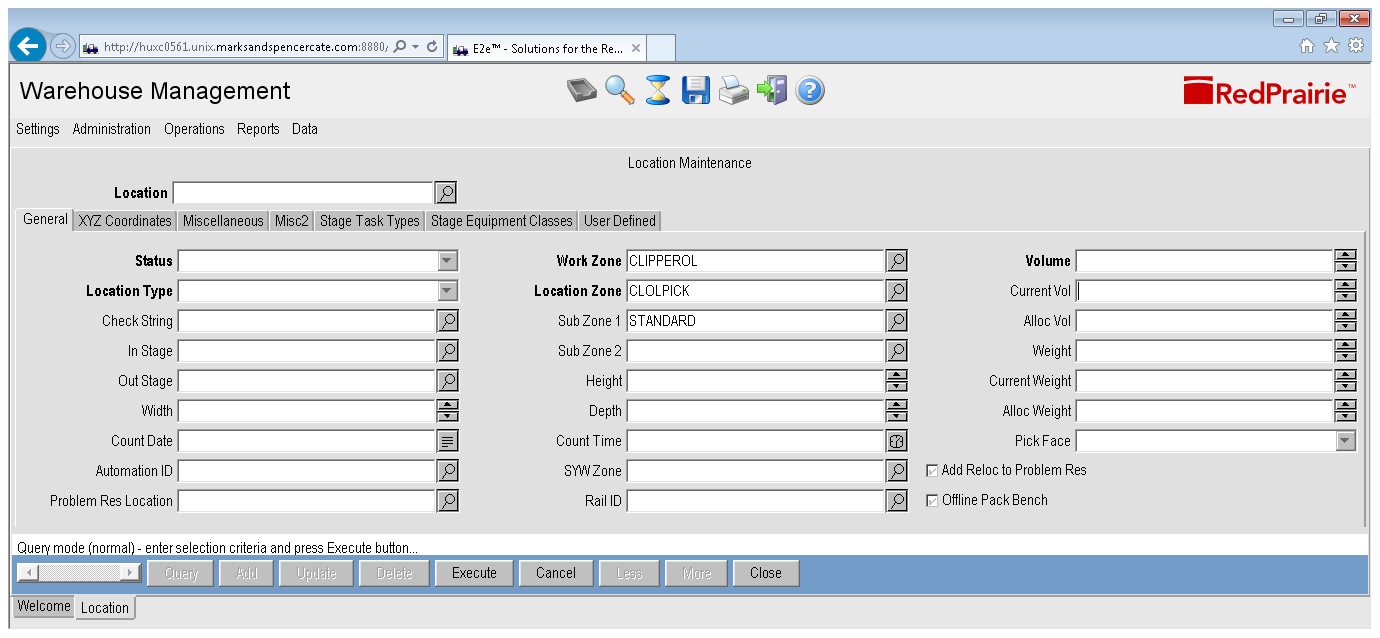 http://huxc0561.unix.marksandspencercate.com:8880/
E2e™ - Solutions for the Re...
Warehouse Management
RedPrairie™
Settings Administration Operations Reports Data
Location Maintenance
Location
General XYZ Coordinates Miscellaneous Misc2 Stage Task Types Stage Equipment Classes User Defined
Status Work Zone CLIPPEROL Volume
Location Type Location Zone CLOLPICK Current Vol
Check String Sub Zone 1 STANDARD Alloc Vol
In Stage Sub Zone 2 Weight
Out Stage Height Current Weight
Width Depth Alloc Weight
Count Date Count Time Pick Face
Automation ID SYW Zone Add Reloc to Problem Res
Problem Res Location Rail ID Offline Pack Bench
Query mode (normal) - enter selection criteria and press Execute button...
Query Add Update Delete Execute Cancel Less More Close
Welcome Location